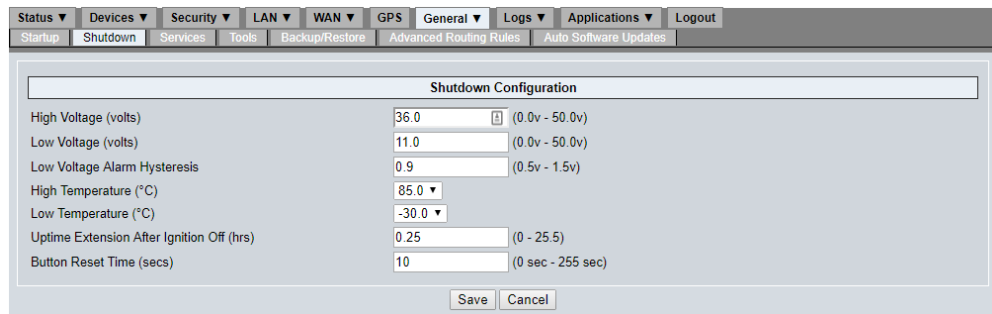 Status ▼ Devices ▼ Security ▼ LAN ▼ WAN ▼ GPS General ▼ Logs ▼ Applications ▼ Logout
Startup Shutdown Services Tools Backup/Restore Advanced Routing Rules Auto Software Updates
Shutdown Configuration
High Voltage (volts) 36.0 (0.0v - 50.0v)
Low Voltage (volts) 11.0 (0.0v - 50.0v)
Low Voltage Alarm Hysteresis 0.9 (0.5v - 1.5v)
High Temperature (°C) 85.0 ▼
Low Temperature (°C) -30.0 ▼
Uptime Extension After Ignition Off (hrs) 0.25 (0 - 25.5)
Button Reset Time (secs) 10 (0 sec - 255 sec)
Save Cancel